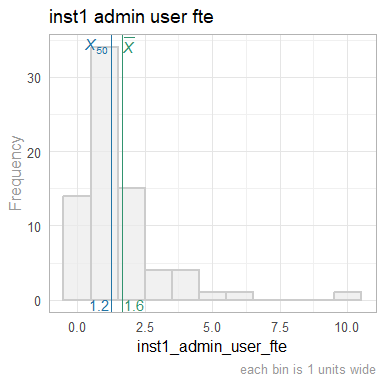 inst1 admin user fte
X50 X̅
30
20
10
0
Frequency
1.2 1.6
0.0 2.5 5.0 7.5 10.0
inst1_admin_user_fte
each bin is 1 units wide